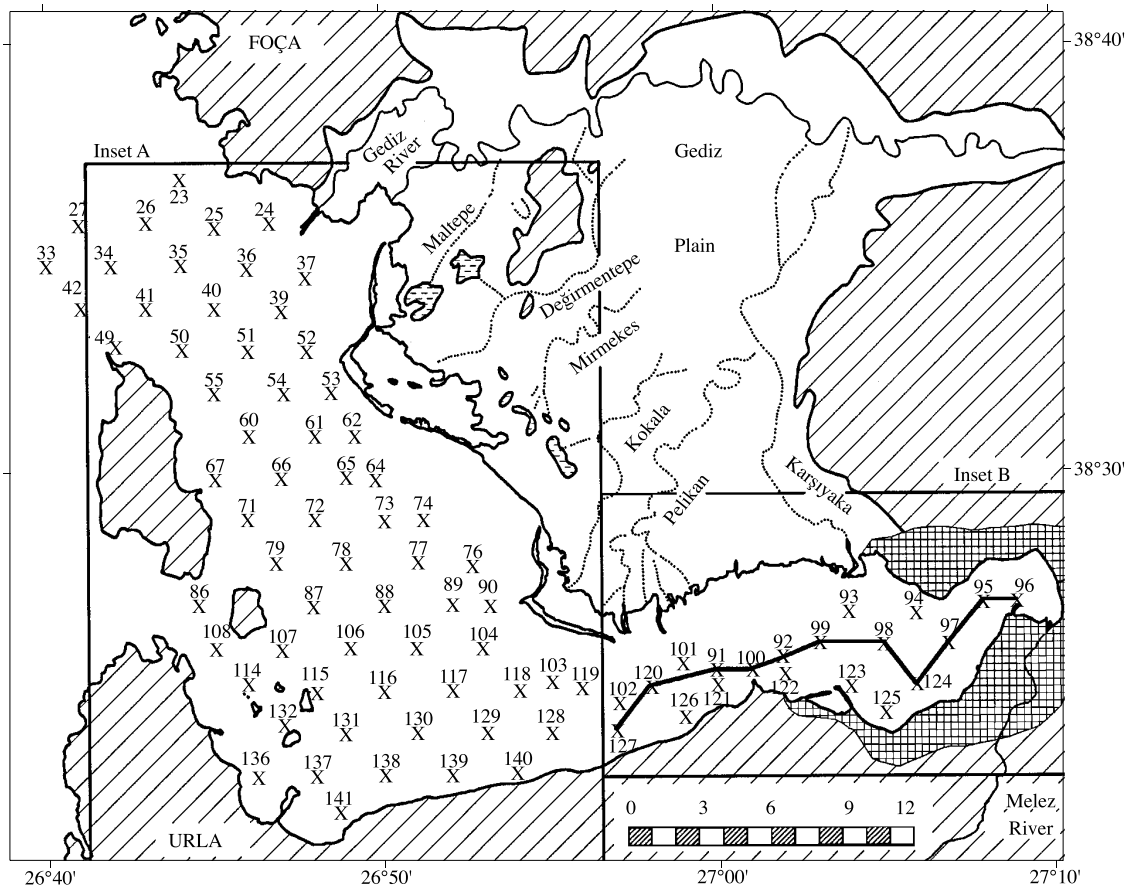 FOÇA
38°40'
Inset A
Gediz
River
Gediz
23
27 26 25 24
Maltepe
Plain
33 34 35 36 37
Değirmentepe
42 41 40 39
Mirmekes
49 50 51 52
55 54 53
60 61 62
Kokala
67 66 65 64
38°30'
Karşıyaka
Inset B
Pelikan
71 72 73 74
79 78 77 76
86 87 88 89 90
93 94 95 96
108 107 106 105 104
99 98 97
101 91 100 92
114 115 116 117 118 103 119
120 123 124
102 126 121 122 125
132 131 130 129 128
127
136 137 138 139 140
141
0 3 6 9 12
Melez
River
URLA
26°40' 26°50' 27°00' 27°10'